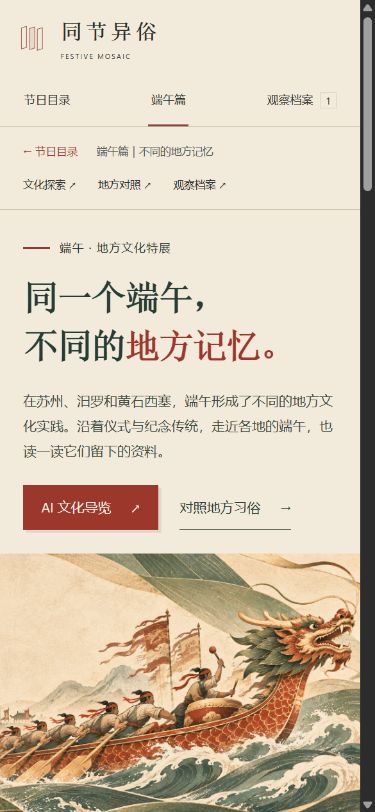 同节异俗
FESTIVE MOSAIC
节日目录 端午篇 观察档案 1
← 节日目录 端午篇 | 不同的地方记忆
文化探索 ↗ 地方对照 ↗ 观察档案 ↗
端午 · 地方文化特展
同一个端午，
不同的地方记忆。
在苏州、汨罗和黄石西塞，端午形成了不同的地方文
化实践。沿着仪式与纪念传统，走近各地的端午，也
读一读它们留下的资料。
AI 文化导览 ↗ 对照地方习俗 →